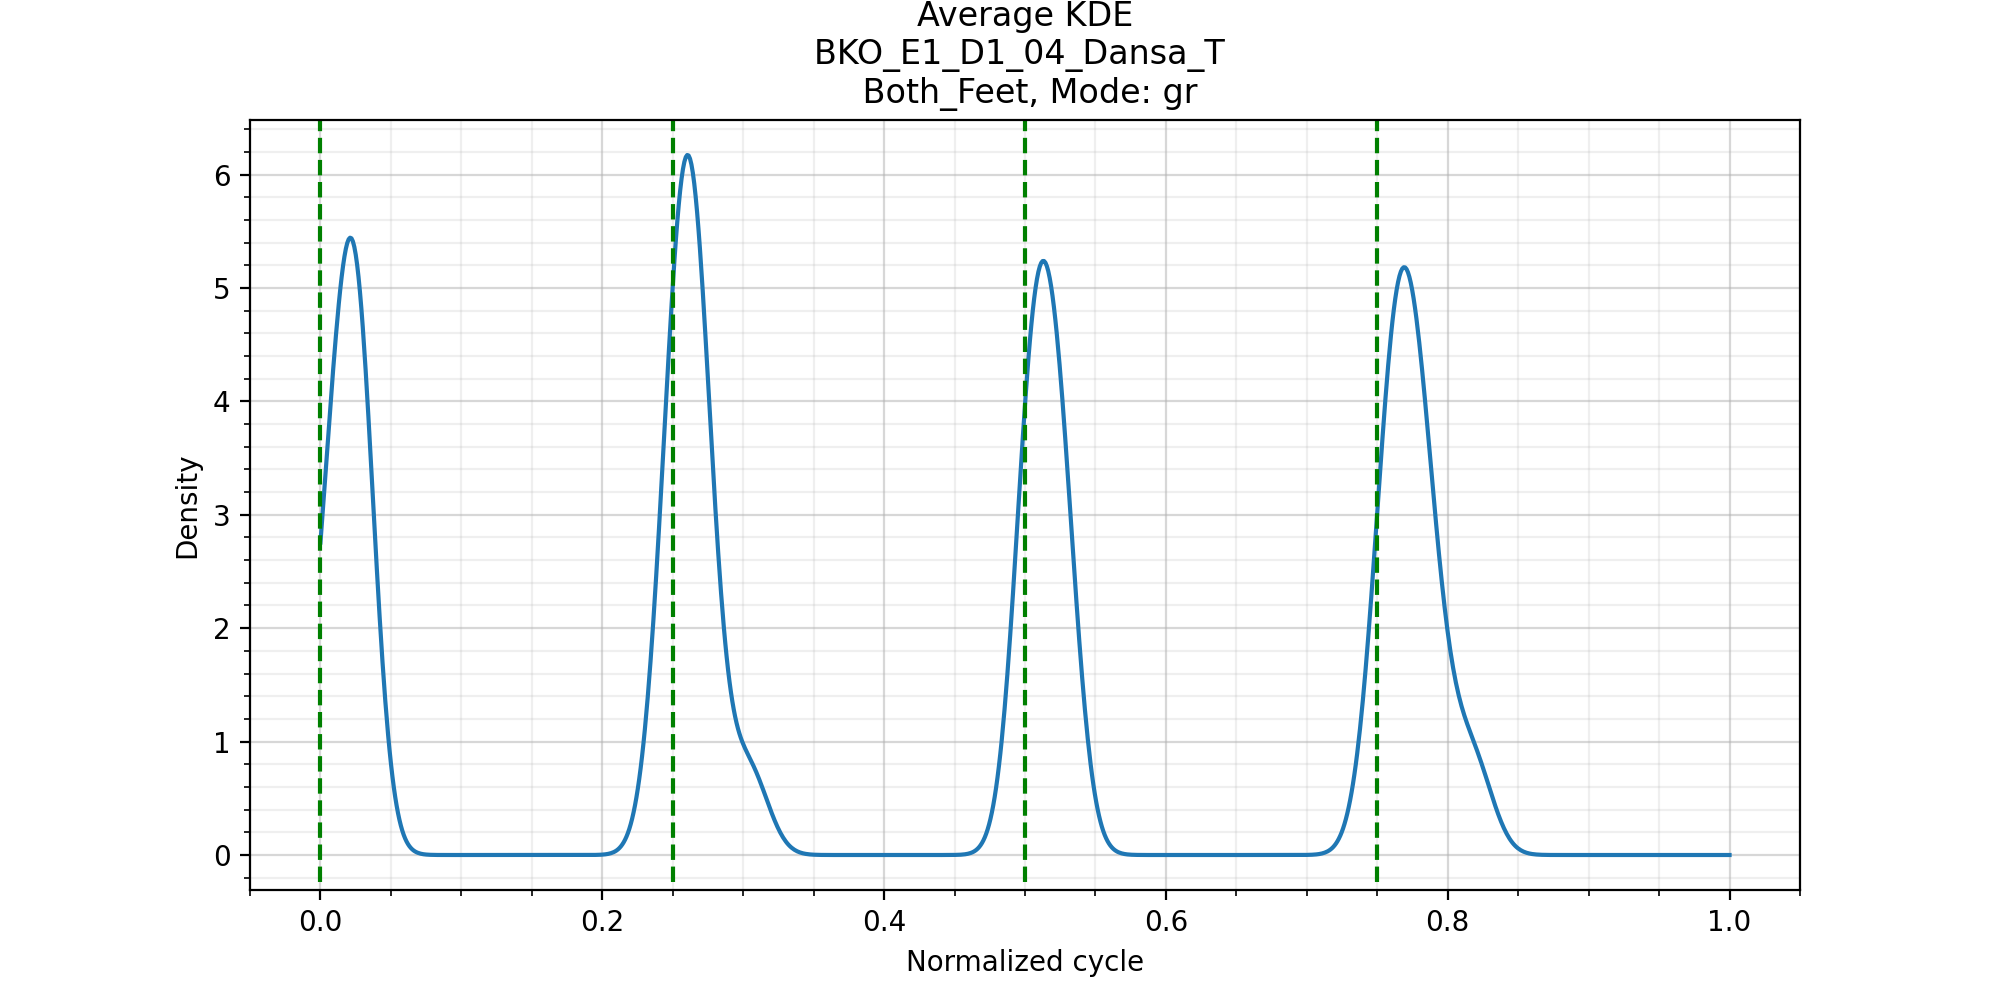 Average KDE
BKO_E1_D1_04_Dansa_T
Both_Feet, Mode: gr
6
5
4
3
2
1
0
Density
0.0 0.2 0.4 0.6 0.8 1.0
Normalized cycle